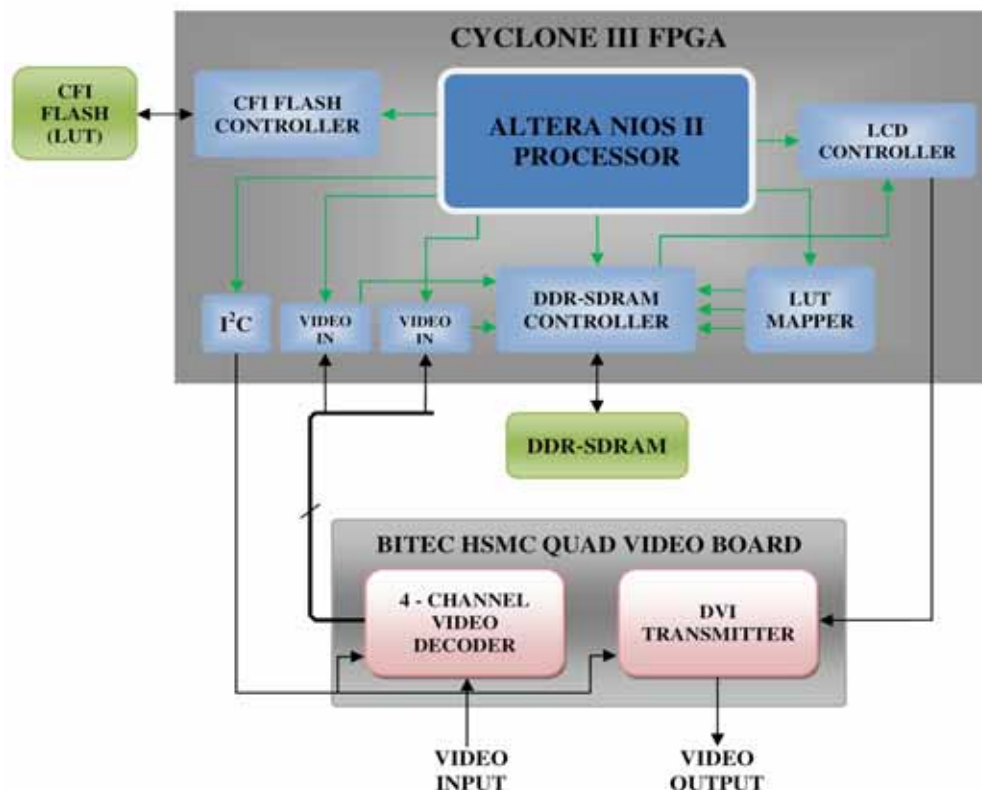 CYCLONE III FPGA
CFI
FLASH
(LUT)
CFI FLASH
CONTROLLER
ALTERA NIOS II
PROCESSOR
LCD
CONTROLLER
I²C
VIDEO
IN
VIDEO
IN
DDR-SDRAM
CONTROLLER
LUT
MAPPER
DDR-SDRAM
BITEC HSMC QUAD VIDEO BOARD
4 - CHANNEL
VIDEO
DECODER
DVI
TRANSMITTER
VIDEO
INPUT
VIDEO
OUTPUT